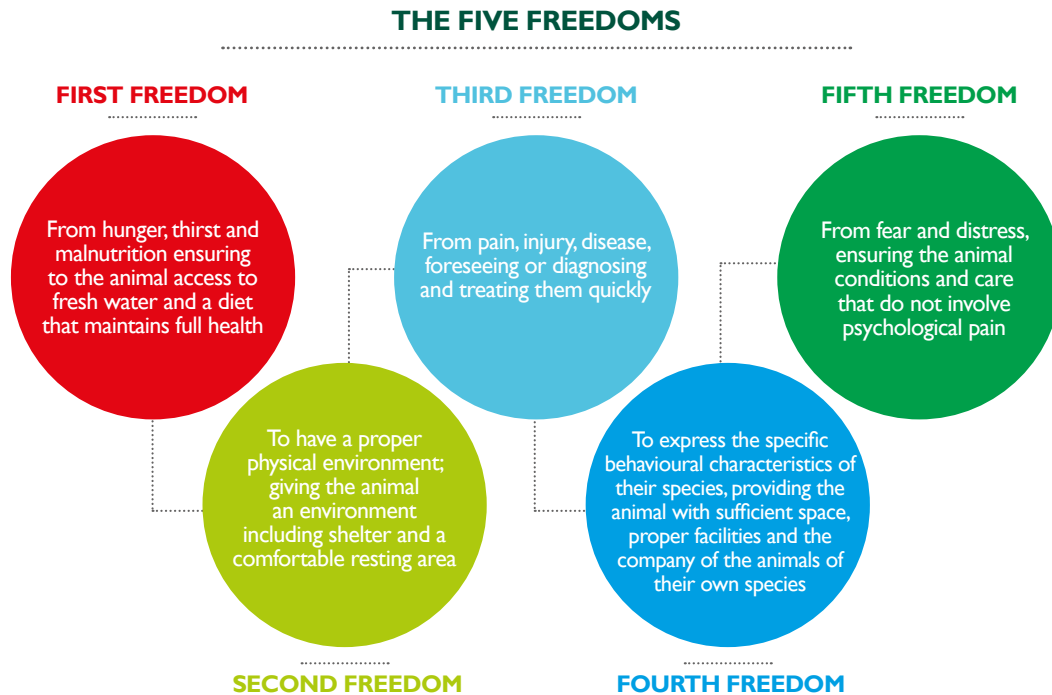 THE FIVE FREEDOMS
FIRST FREEDOM
From hunger, thirst and
malnutrition ensuring
to the animal access to
fresh water and a diet
that maintains full health
SECOND FREEDOM
To have a proper
physical environment;
giving the animal
an environment
including shelter and a
comfortable resting area
THIRD FREEDOM
From pain, injury, disease,
foreseeing or diagnosing
and treating them quickly
FOURTH FREEDOM
To express the specific
behavioural characteristics of
their species, providing the
animal with sufficient space,
proper facilities and the
company of the animals of
their own species
FIFTH FREEDOM
From fear and distress,
ensuring the animal
conditions and care
that do not involve
psychological pain